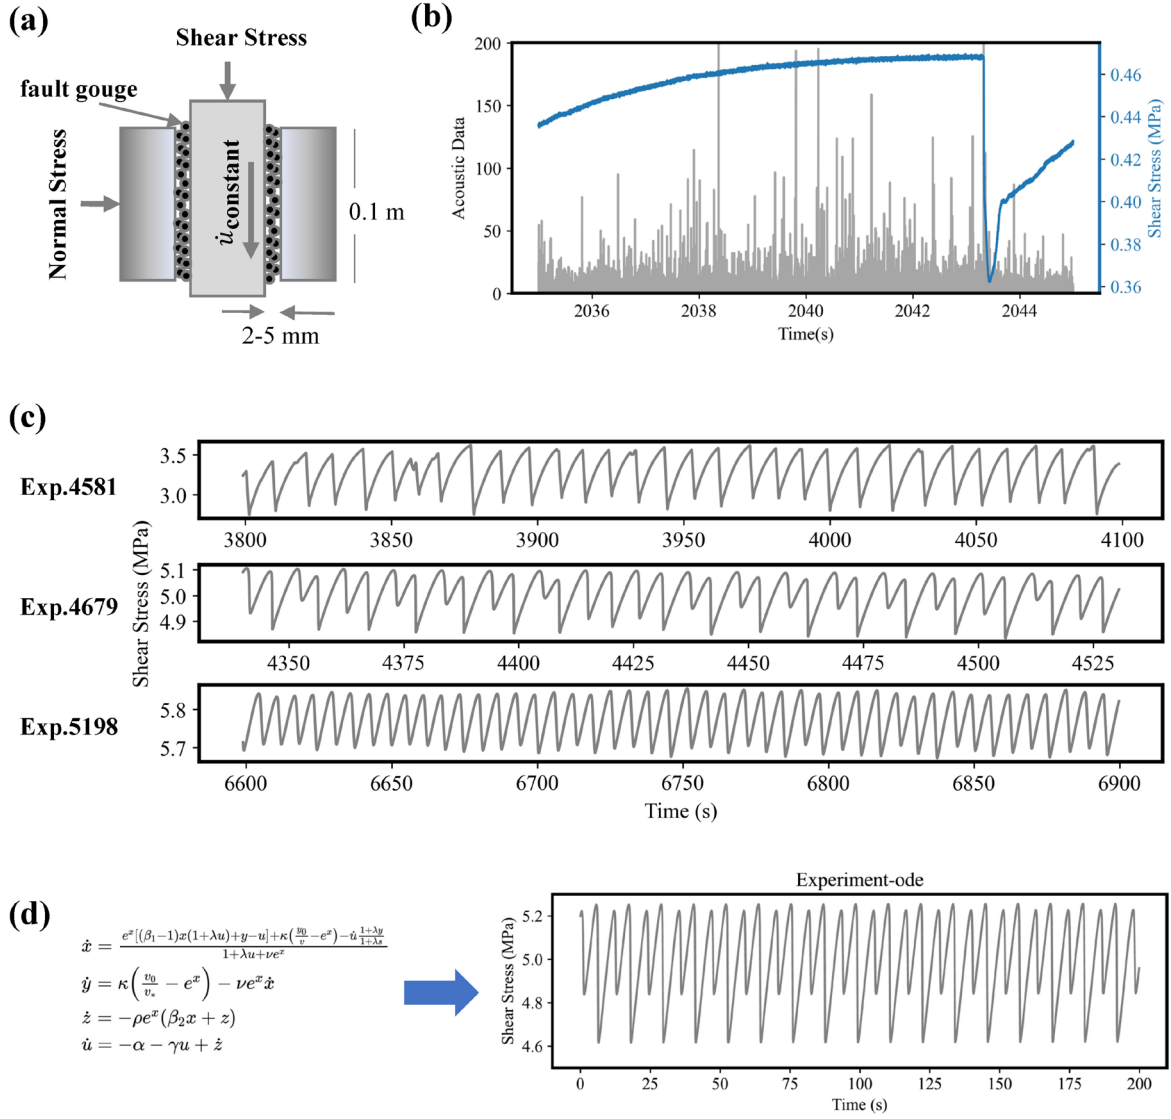 (a)
Shear Stress
fault gouge
Normal Stress
u̇constant
0.1 m
2-5 mm
(b)
200
150
100
50
0
Acoustic Data
0.46
0.44
0.42
0.40
0.38
0.36
Shear Stress (MPa)
2036 2038 2040 2042 2044
Time(s)
(c)
Exp.4581
3.5
3.0
3800 3850 3900 3950 4000 4050 4100
Shear Stress (MPa)
Exp.4679
5.1
5.0
4.9
4350 4375 4400 4425 4450 4475 4500 4525
Exp.5198
5.8
5.7
6600 6650 6700 6750 6800 6850 6900
Time (s)
(d)
ẋ = e^x[(β₁−1)x(1+λu)+y−u]+κ(y₀/v−e^x)−u̇ (1+λy)/(1+λs) / 1+λu+νe^x
ẏ = κ(v₀/v* − e^x) − νe^xẋ
ż = −ρe^x(β₂x + z)
u̇ = −α − γu + ż
Experiment-ode
5.2
5.0
4.8
4.6
Shear Stress (MPa)
0 25 50 75 100 125 150 175 200
Time (s)